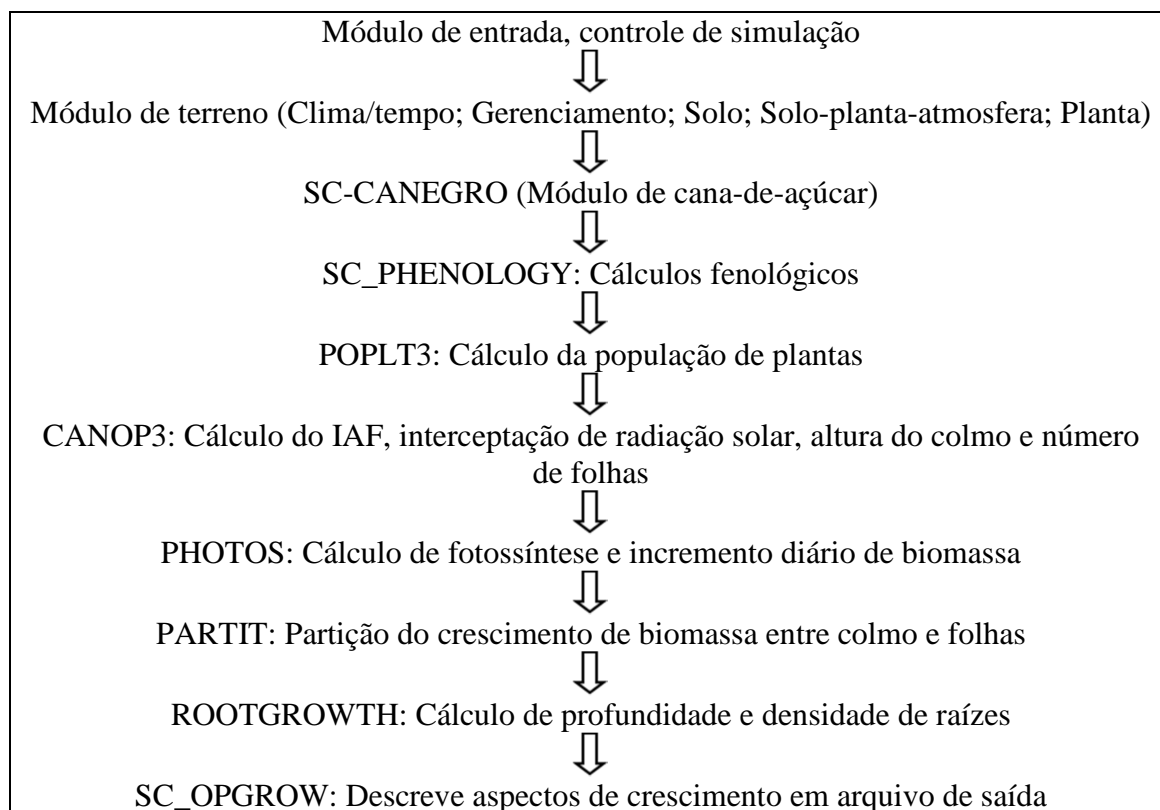 Módulo de entrada, controle de simulação
Módulo de terreno (Clima/tempo; Gerenciamento; Solo; Solo-planta-atmosfera; Planta)
SC-CANEGRO (Módulo de cana-de-açúcar)
SC_PHENOLOGY: Cálculos fenológicos
POPLT3: Cálculo da população de plantas
CANOP3: Cálculo do IAF, interceptação de radiação solar, altura do colmo e número
de folhas
PHOTOS: Cálculo de fotossíntese e incremento diário de biomassa
PARTIT: Partição do crescimento de biomassa entre colmo e folhas
ROOTGROWTH: Cálculo de profundidade e densidade de raízes
SC_OPGROW: Descreve aspectos de crescimento em arquivo de saída